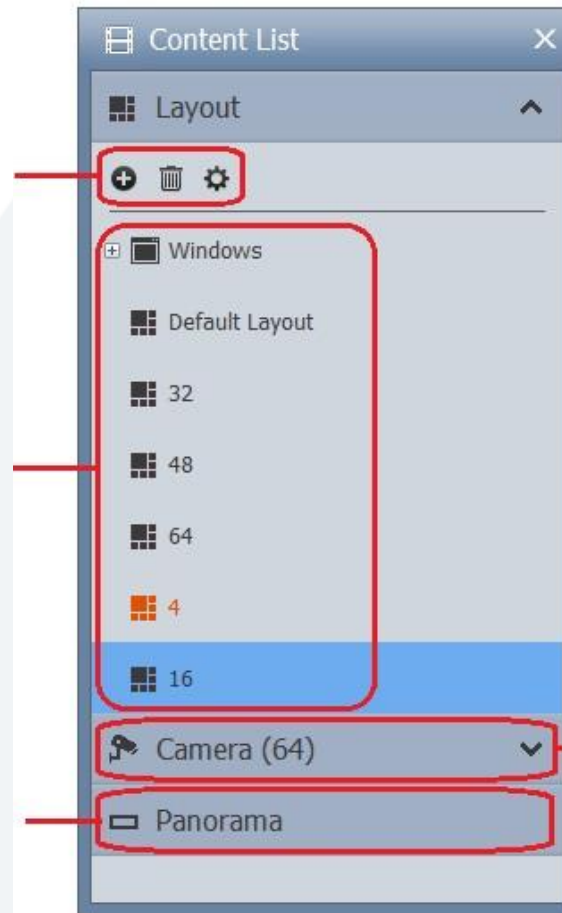 Content List
Layout
Windows
Default Layout
32
48
64
4
16
Camera (64)
Panorama